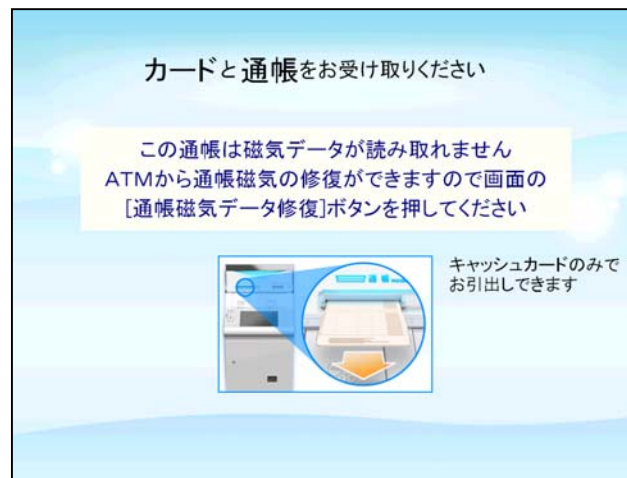 カードと通帳をお受け取りください
この通帳は磁気データが読み取れません
ATMから通帳磁気の修復ができますので画面の
[通帳磁気データ修復]ボタンを押してください
キャッシュカードのみで
お引出しできます